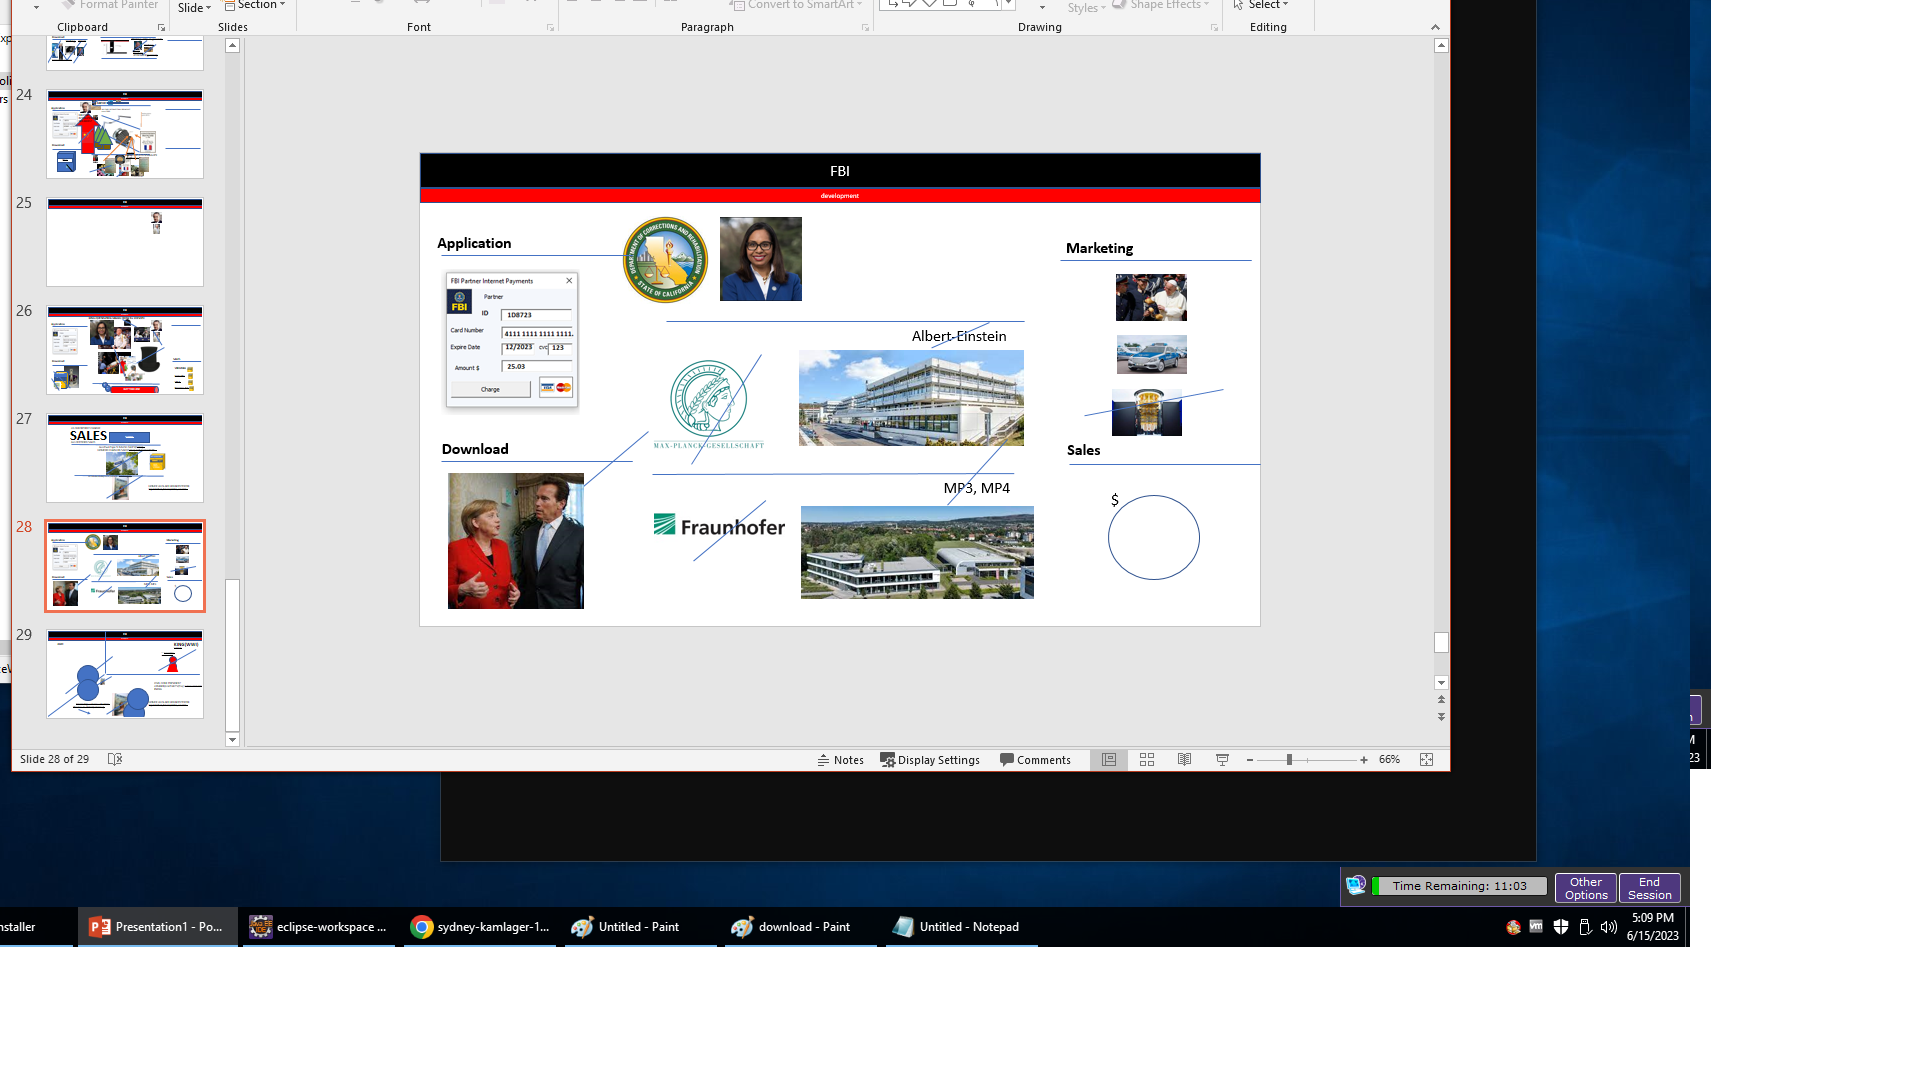 Format Painter
Slide
Section
Convert to SmartArt
Styles
Shape Effects
Select
Clipboard
Slides
Font
Paragraph
Drawing
Editing
24
25
26
27
SALES
28
29
FBI
development
Application
DEPARTMENT OF CORRECTIONS AND REHABILITATION
STATE OF CALIFORNIA
Marketing
FBI Partner Internet Payments
FBI
Partner
ID
1D8723
Card Number
4111 1111 1111 1111.
Expire Date
12/2023
CVC
123
Amount $
25.03
Charge
VISA
MasterCard
Albert-Einstein
MAX-PLANCK-GESELLSCHAFT
Download
Sales
MP3, MP4
Fraunhofer
$
Slide 28 of 29
Notes
Display Settings
Comments
66%
23
Time Remaining: 11:03
Other Options
End Session
nstaller
Presentation1 - Po...
eclipse-workspace ...
sydney-kamlager-1...
Untitled - Paint
download - Paint
Untitled - Notepad
5:09 PM
6/15/2023